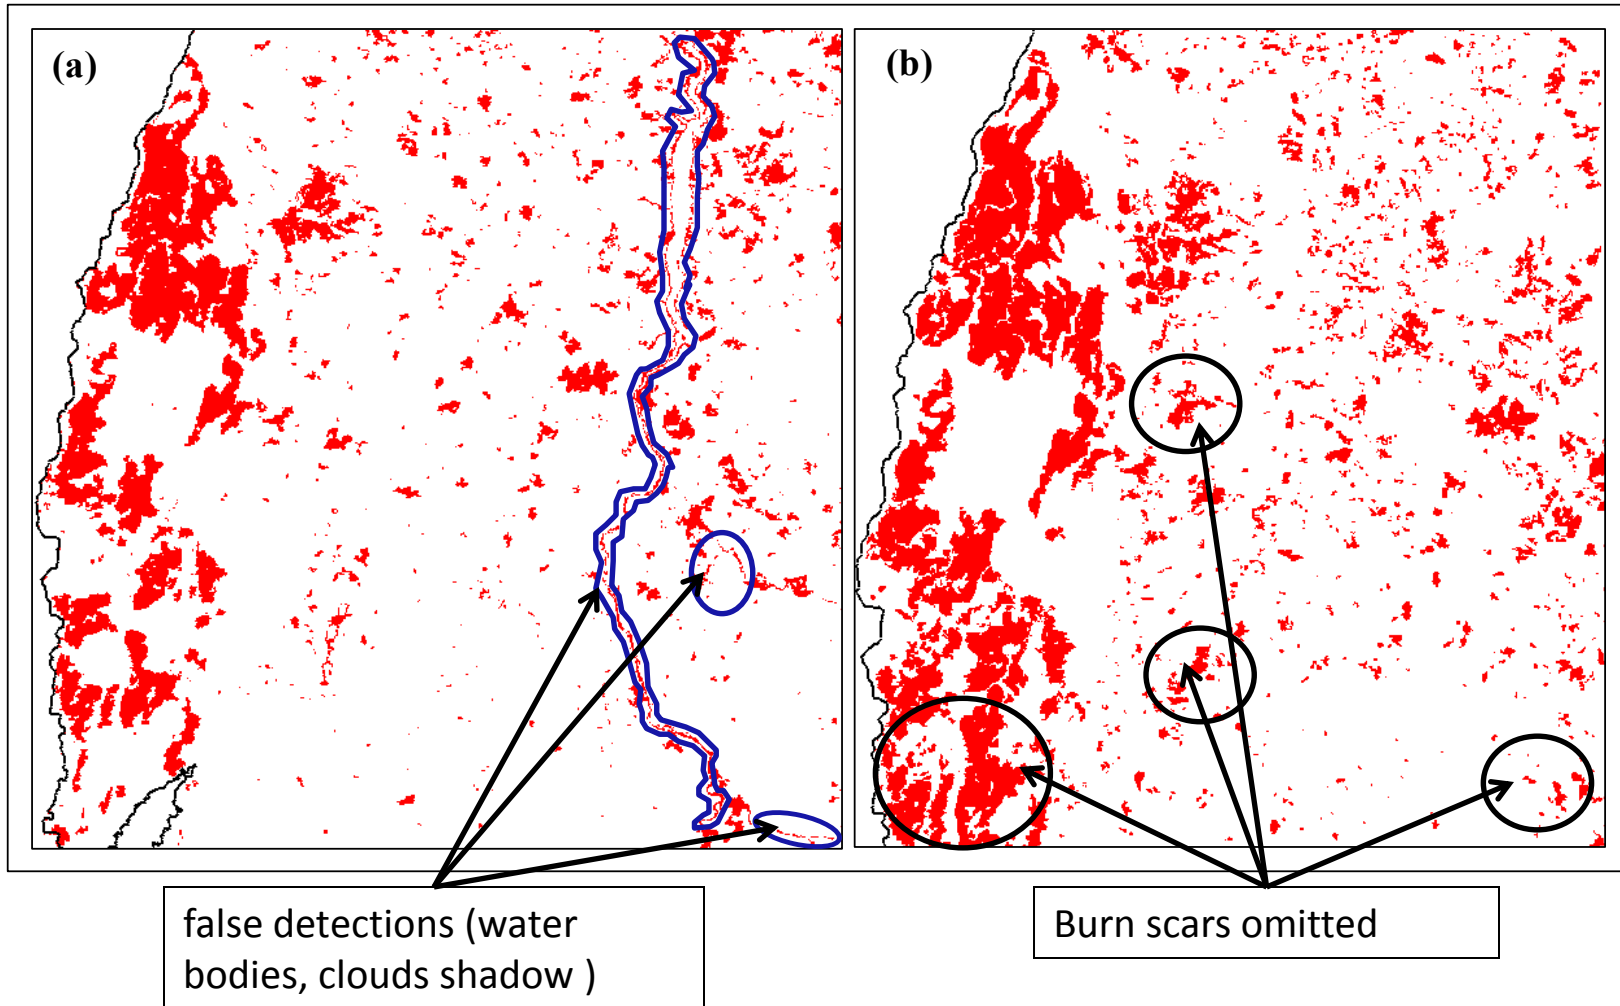 (a)
(b)
false detections (water
bodies, clouds shadow )
Burn scars omitted